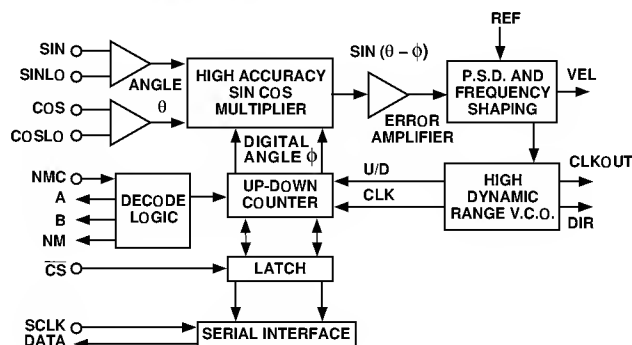 SIN
SINLO
COS
COSLO
ANGLE
θ
HIGH ACCURACY
SIN COS
MULTIPLIER
SIN (θ – ϕ)
ERROR
AMPLIFIER
REF
P.S.D. AND
FREQUENCY
SHAPING
VEL
DIGITAL
ANGLE ϕ
NMC
A
B
NM
DECODE
LOGIC
UP-DOWN
COUNTER
U/D
CLK
HIGH
DYNAMIC
RANGE V.C.O.
CLKOUT
DIR
C̅S̅
LATCH
SCLK
DATA
SERIAL INTERFACE